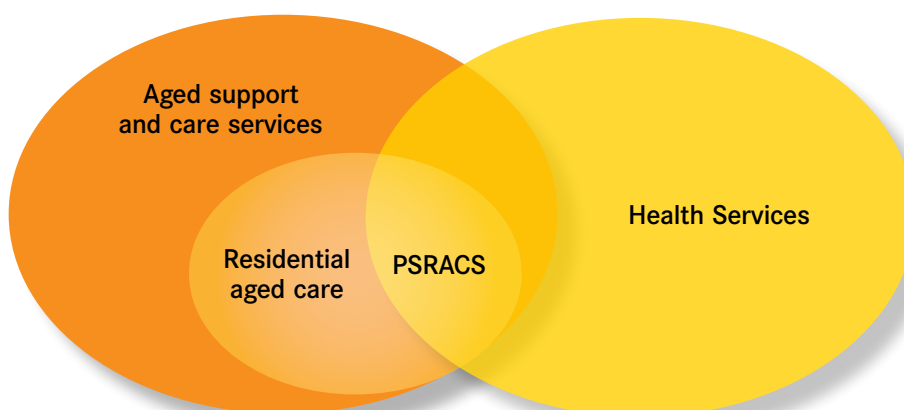 Aged support
and care services
Health Services
Residential
aged care
PSRACS